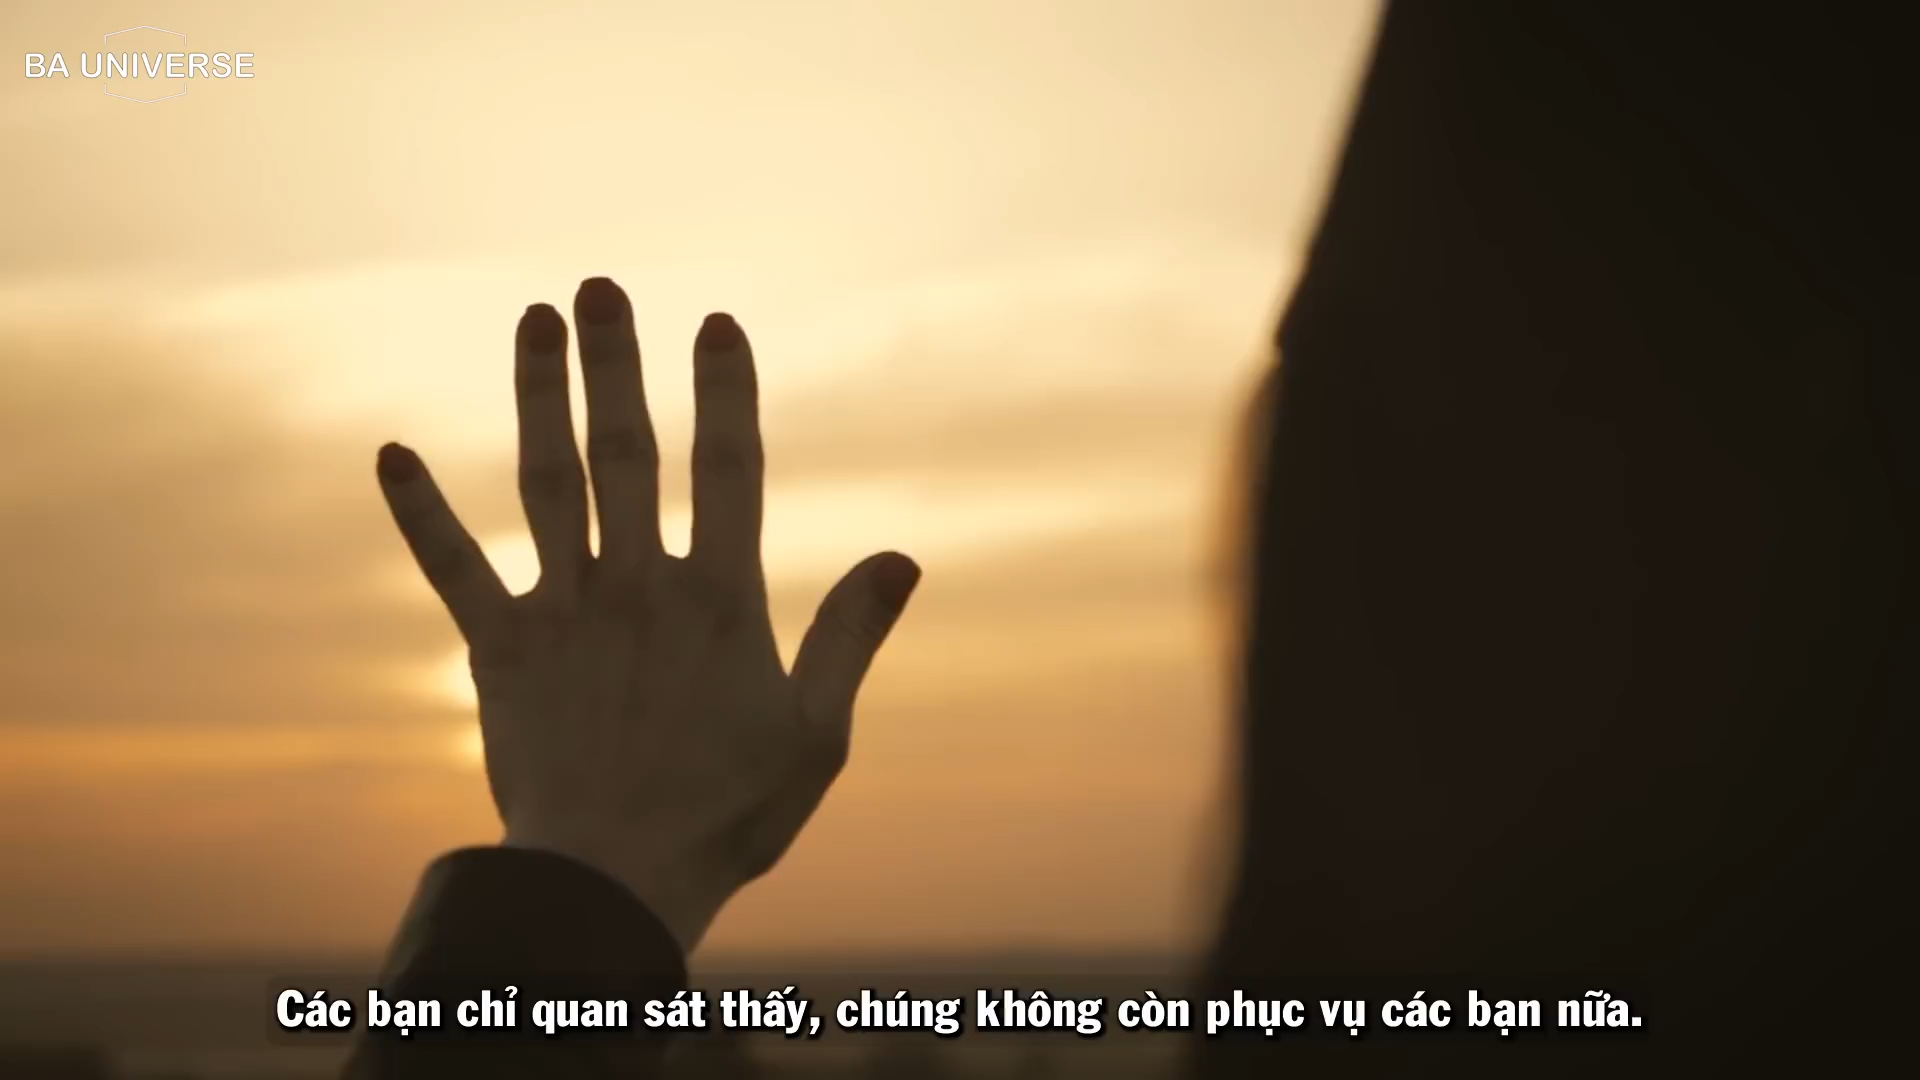 BA UNIVERSE
Các bạn chỉ quan sát thấy, chúng không còn phục vụ các bạn nữa.